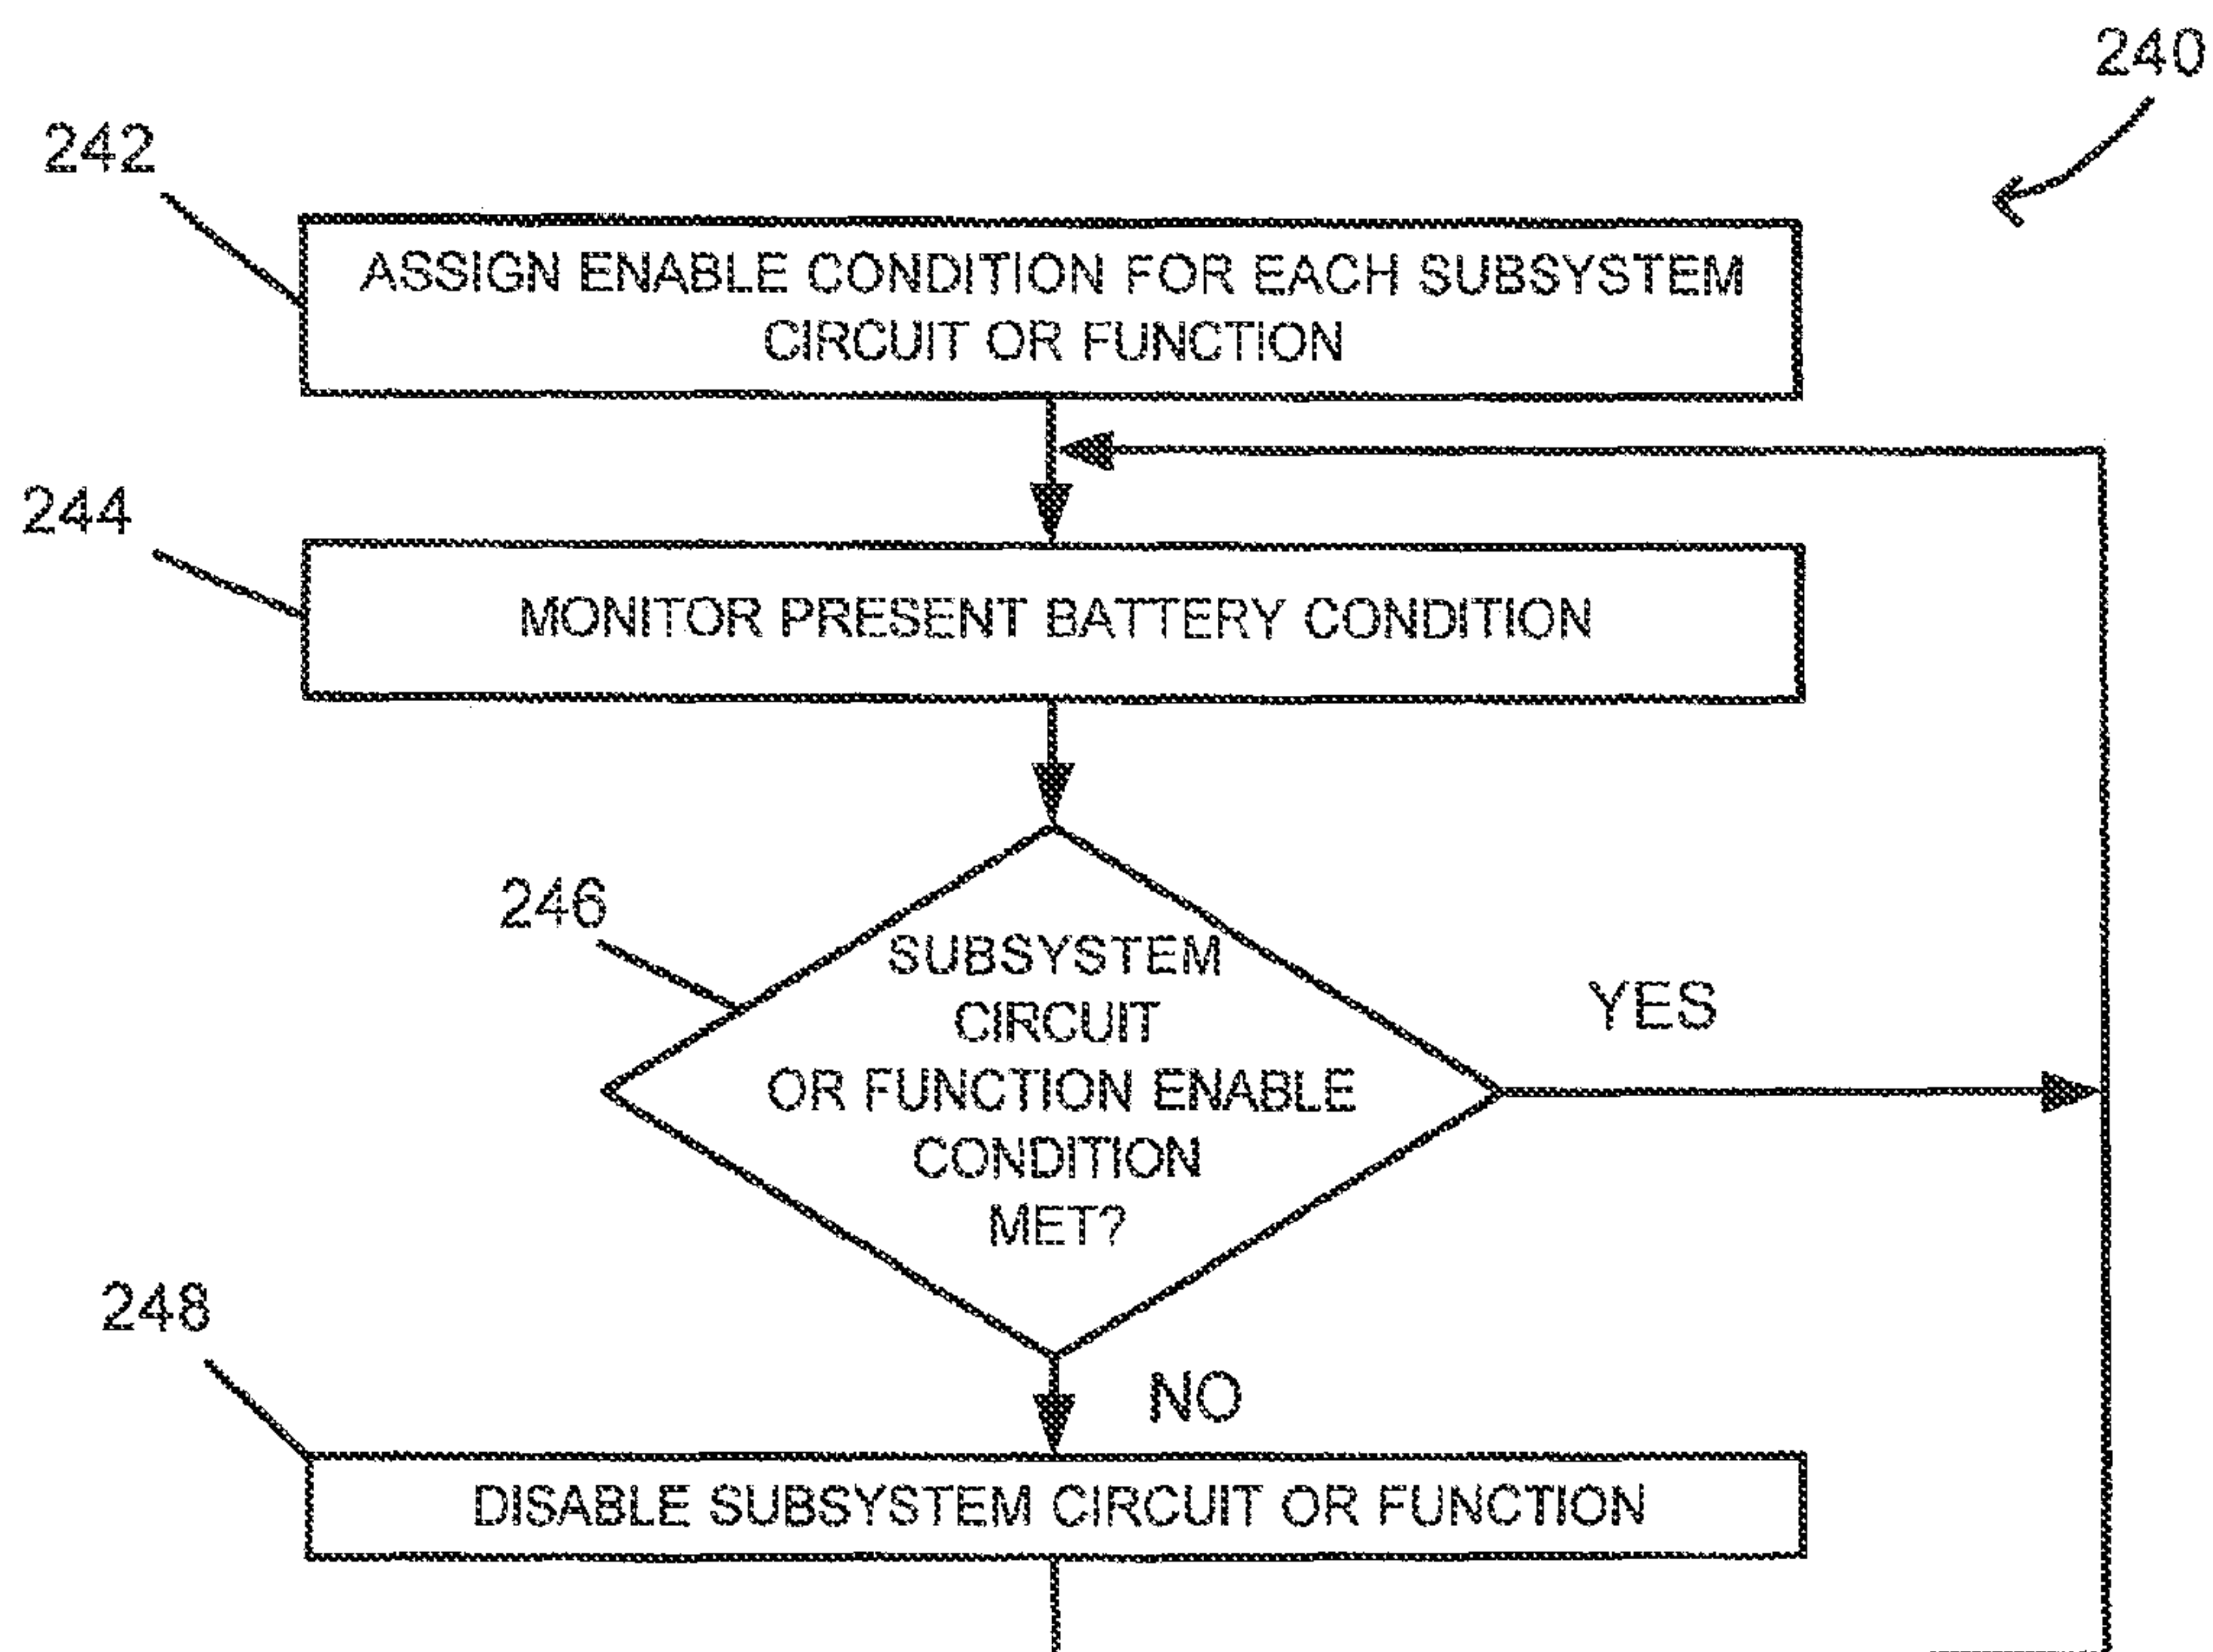 240
242
ASSIGN ENABLE CONDITION FOR EACH SUBSYSTEM
CIRCUIT OR FUNCTION
244
MONITOR PRESENT BATTERY CONDITION
246
SUBSYSTEM
CIRCUIT
OR FUNCTION ENABLE
CONDITION
MET?
YES
248
NO
DISABLE SUBSYSTEM CIRCUIT OR FUNCTION